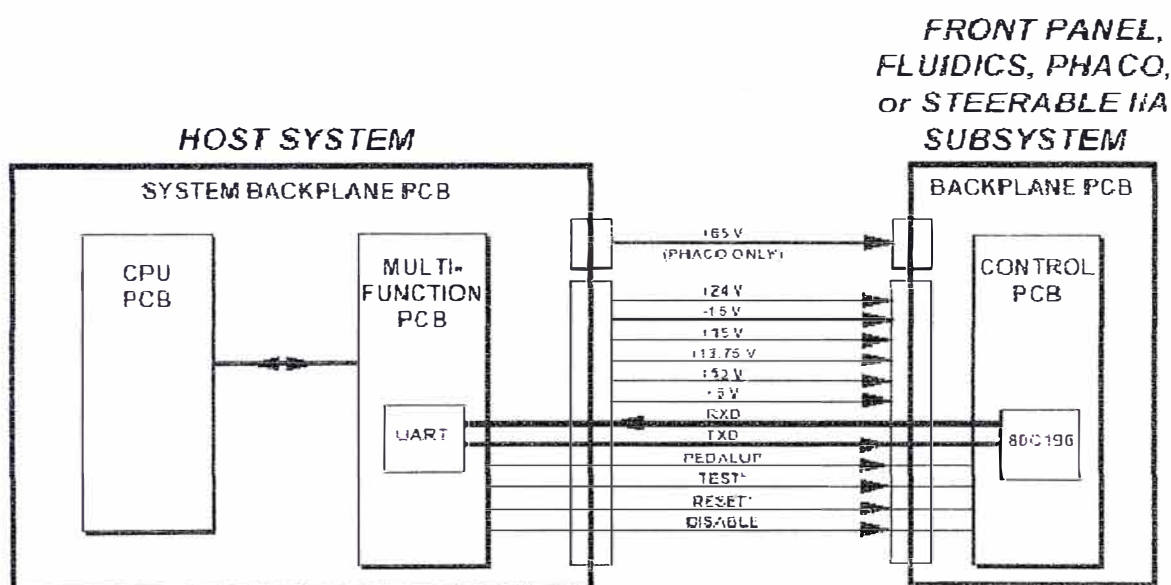 FRONT PANEL,
FLUIDICS, PHACO,
or STEERABLE I/A
SUBSYSTEM
HOST SYSTEM
SYSTEM BACKPLANE PCB
BACKPLANE PCB
CPU
PCB
MULTI-
FUNCTION
PCB
UART
+65 V
(PHACO ONLY)
+24 V
-15 V
+15 V
+13.75 V
+5 V
RXD
TXD
PEDALUP
TEST*
RESET*
DISABLE
CONTROL
PCB
80C196